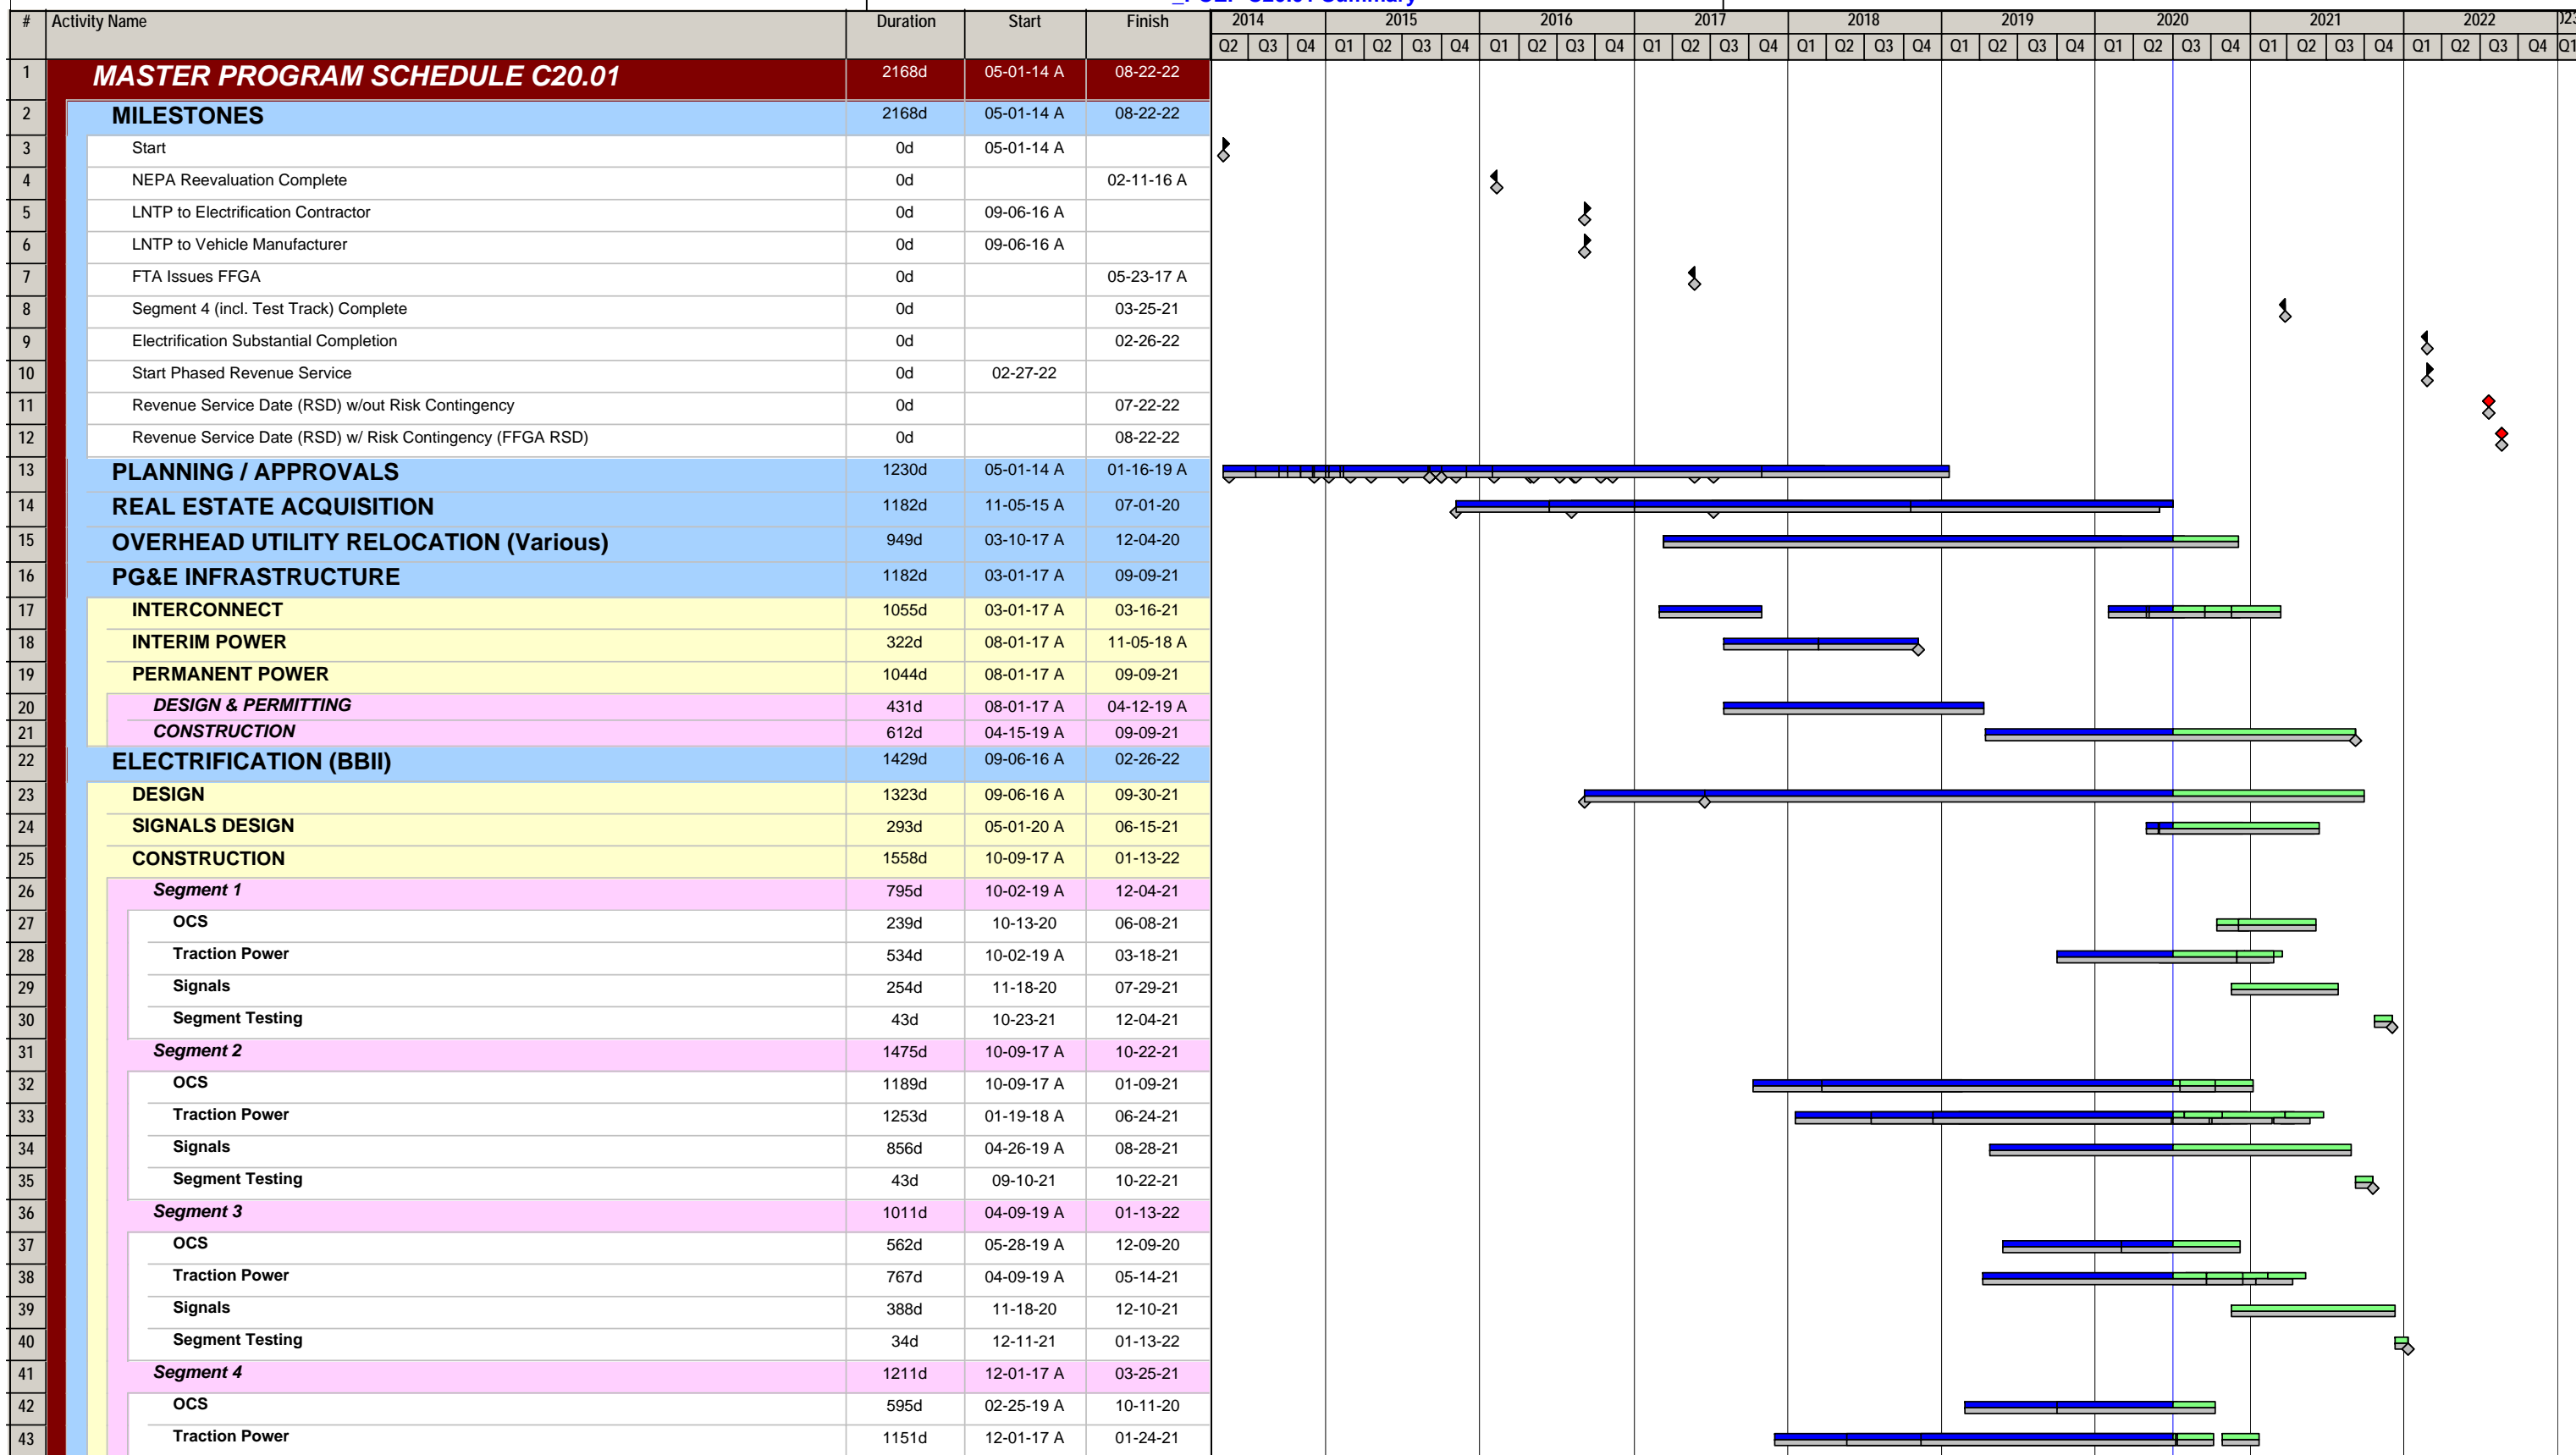 _PCEP C20.01 Summary
# Activity Name Duration Start Finish 2014 2015 2016 2017 2018 2019 2020 2021 2022
Q2 Q3 Q4 Q1 Q2 Q3 Q4 Q1 Q2 Q3 Q4 Q1 Q2 Q3 Q4 Q1 Q2 Q3 Q4 Q1 Q2 Q3 Q4 Q1 Q2 Q3 Q4 Q1 Q2 Q3 Q4 Q1 Q2 Q3 Q4 Q1
1 MASTER PROGRAM SCHEDULE C20.01 2168d 05-01-14 A 08-22-22
2 MILESTONES 2168d 05-01-14 A 08-22-22
3 Start 0d 05-01-14 A
4 NEPA Reevaluation Complete 0d 02-11-16 A
5 LNTP to Electrification Contractor 0d 09-06-16 A
6 LNTP to Vehicle Manufacturer 0d 09-06-16 A
7 FTA Issues FFGA 0d 05-23-17 A
8 Segment 4 (incl. Test Track) Complete 0d 03-25-21
9 Electrification Substantial Completion 0d 02-26-22
10 Start Phased Revenue Service 0d 02-27-22
11 Revenue Service Date (RSD) w/out Risk Contingency 0d 07-22-22
12 Revenue Service Date (RSD) w/ Risk Contingency (FFGA RSD) 0d 08-22-22
13 PLANNING / APPROVALS 1230d 05-01-14 A 01-16-19 A
14 REAL ESTATE ACQUISITION 1182d 11-05-15 A 07-01-20
15 OVERHEAD UTILITY RELOCATION (Various) 949d 03-10-17 A 12-04-20
16 PG&E INFRASTRUCTURE 1182d 03-01-17 A 09-09-21
17 INTERCONNECT 1055d 03-01-17 A 03-16-21
18 INTERIM POWER 322d 08-01-17 A 11-05-18 A
19 PERMANENT POWER 1044d 08-01-17 A 09-09-21
20 DESIGN & PERMITTING 431d 08-01-17 A 04-12-19 A
21 CONSTRUCTION 612d 04-15-19 A 09-09-21
22 ELECTRIFICATION (BBII) 1429d 09-06-16 A 02-26-22
23 DESIGN 1323d 09-06-16 A 09-30-21
24 SIGNALS DESIGN 293d 05-01-20 A 06-15-21
25 CONSTRUCTION 1558d 10-09-17 A 01-13-22
26 Segment 1 795d 10-02-19 A 12-04-21
27 OCS 239d 10-13-20 06-08-21
28 Traction Power 534d 10-02-19 A 03-18-21
29 Signals 254d 11-18-20 07-29-21
30 Segment Testing 43d 10-23-21 12-04-21
31 Segment 2 1475d 10-09-17 A 10-22-21
32 OCS 1189d 10-09-17 A 01-09-21
33 Traction Power 1253d 01-19-18 A 06-24-21
34 Signals 856d 04-26-19 A 08-28-21
35 Segment Testing 43d 09-10-21 10-22-21
36 Segment 3 1011d 04-09-19 A 01-13-22
37 OCS 562d 05-28-19 A 12-09-20
38 Traction Power 767d 04-09-19 A 05-14-21
39 Signals 388d 11-18-20 12-10-21
40 Segment Testing 34d 12-11-21 01-13-22
41 Segment 4 1211d 12-01-17 A 03-25-21
42 OCS 595d 02-25-19 A 10-11-20
43 Traction Power 1151d 12-01-17 A 01-24-21